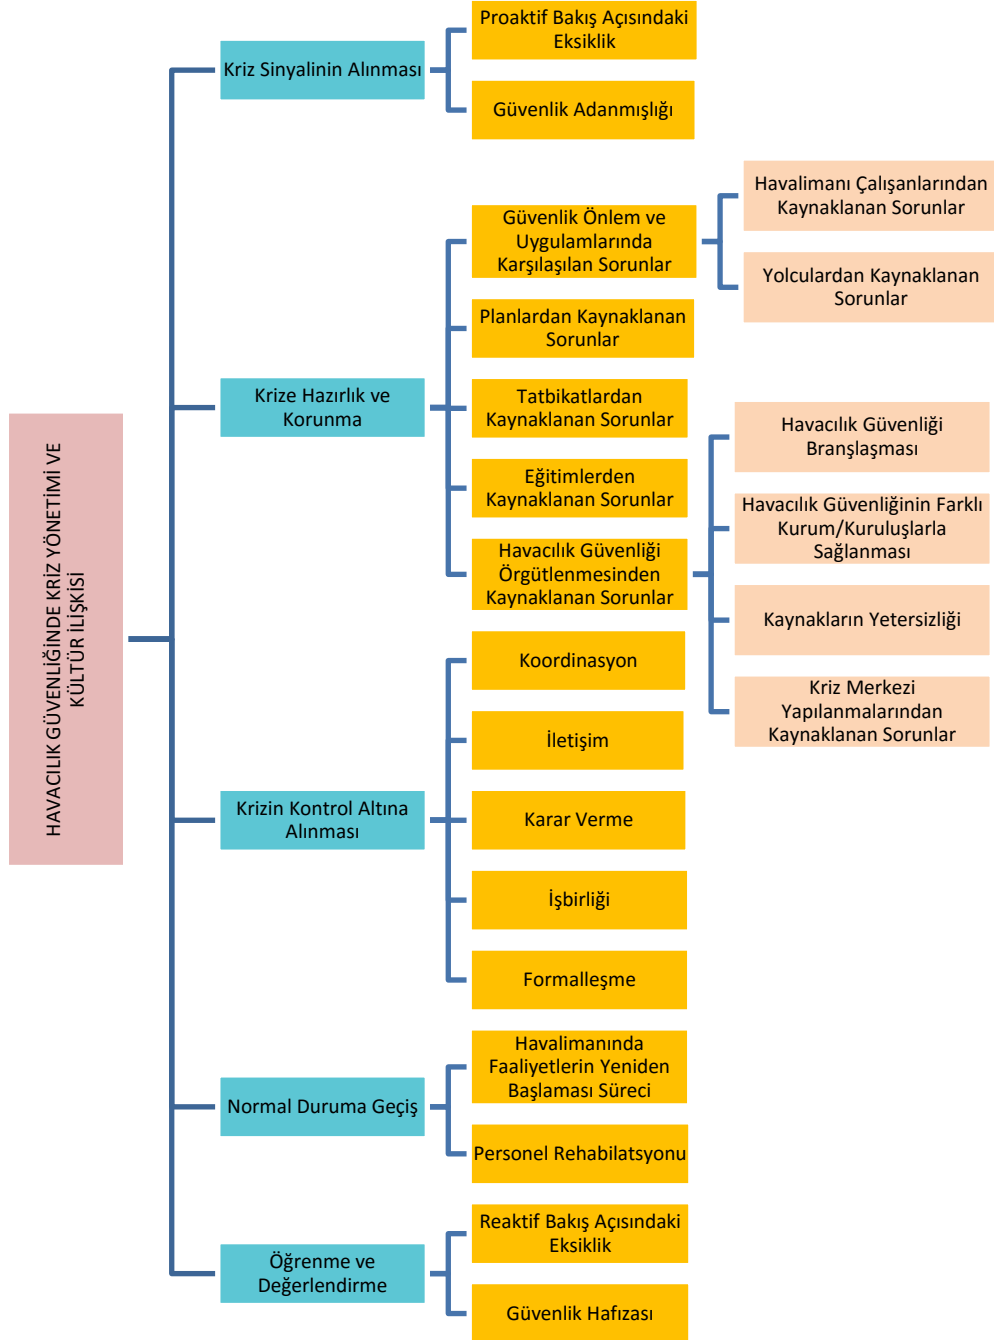 HAVACILIK GÜVENLİĞİNDE KRİZ YÖNETİMİ VE
KÜLTÜR İLİŞKİSİ
Kriz Sinyalinin Alınması
Proaktif Bakış Açısındaki
Eksiklik
Güvenlik Adanmışlığı
Krize Hazırlık ve
Korunma
Güvenlik Önlem ve
Uygulamlarında
Karşılaşılan Sorunlar
Havalimanı Çalışanlarından
Kaynaklanan Sorunlar
Yolculardan Kaynaklanan
Sorunlar
Planlardan Kaynaklanan
Sorunlar
Tatbikatlardan
Kaynaklanan Sorunlar
Eğitimlerden
Kaynaklanan Sorunlar
Havacılık Güvenliği
Örgütlenmesinden
Kaynaklanan Sorunlar
Havacılık Güvenliği
Branşlaşması
Havacılık Güvenliğinin Farklı
Kurum/Kuruluşlarla
Sağlanması
Kaynakların Yetersizliği
Kriz Merkezi
Yapılanmalarından
Kaynaklanan Sorunlar
Krizin Kontrol Altına
Alınması
Koordinasyon
İletişim
Karar Verme
İşbirliği
Formalleşme
Normal Duruma Geçiş
Havalimanında
Faaliyetlerin Yeniden
Başlaması Süreci
Personel Rehabilatsyonu
Öğrenme ve
Değerlendirme
Reaktif Bakış Açısındaki
Eksiklik
Güvenlik Hafızası